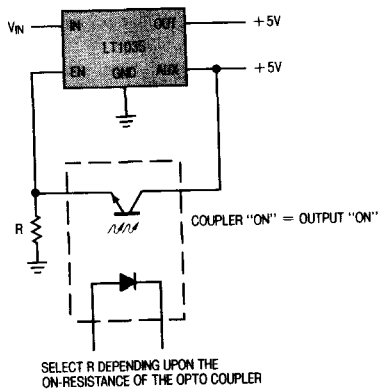 VIN
IN
OUT
+5V
LT1035
EN
GND
AUX
+5V
R
COUPLER "ON" = OUTPUT "ON"
SELECT R DEPENDING UPON THE
ON-RESISTANCE OF THE OPTO COUPLER